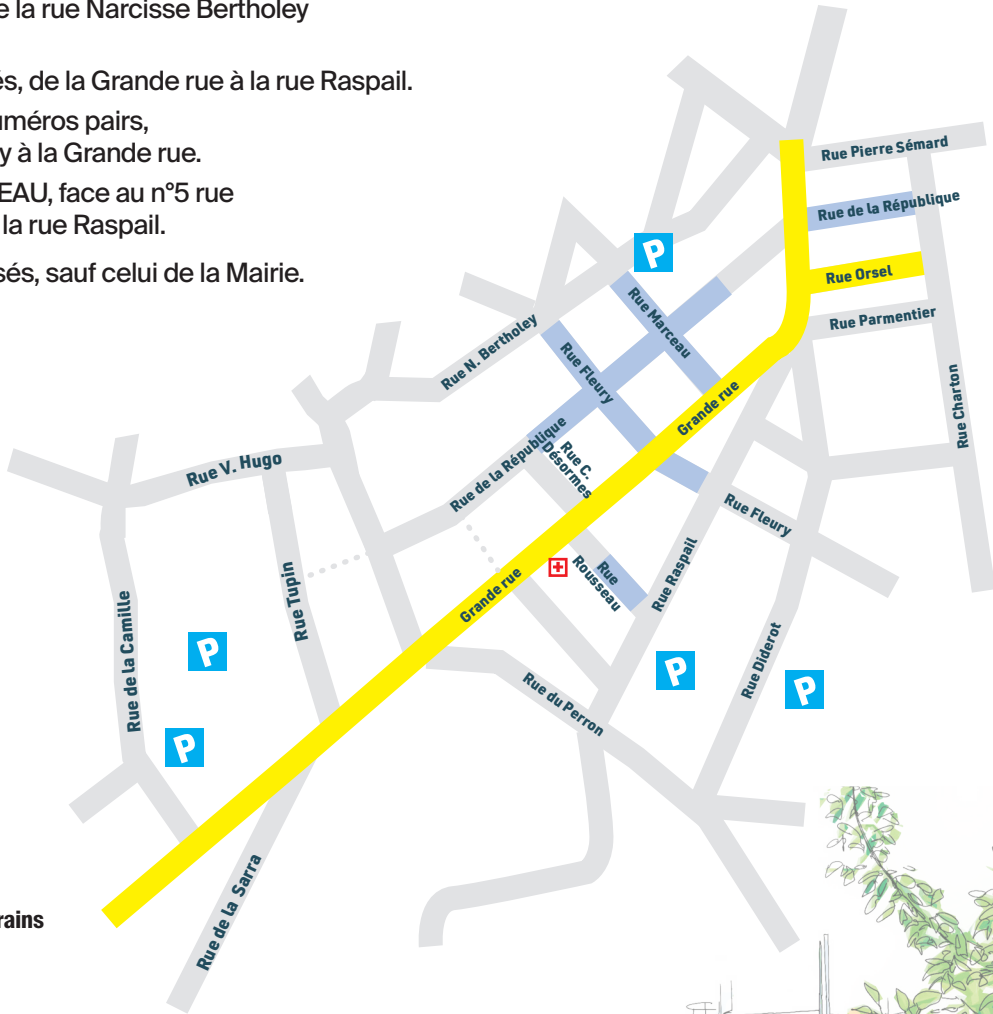 e la rue Narcisse Bertholey
és, de la Grande rue à la rue Raspail.
uméros pairs,
y à la Grande rue.
EAU, face au n°5 rue
la rue Raspail.
sés, sauf celui de la Mairie.
Rue Pierre Sémard
Rue de la République
Rue Orsel
Rue Parmentier
Rue Charton
P
Rue Marceau
Rue N. Bertholey
Rue Fleury
Grande rue
Rue de la République
Rue C.
Désormes
Rue V. Hugo
Rue Fleury
Rue Raspail
Rue
Rousseau
Grande rue
Rue Tupin
Rue de la Camille
P
P
Rue du Perron
P
Rue Diderot
P
Rue de la Sarra
rains